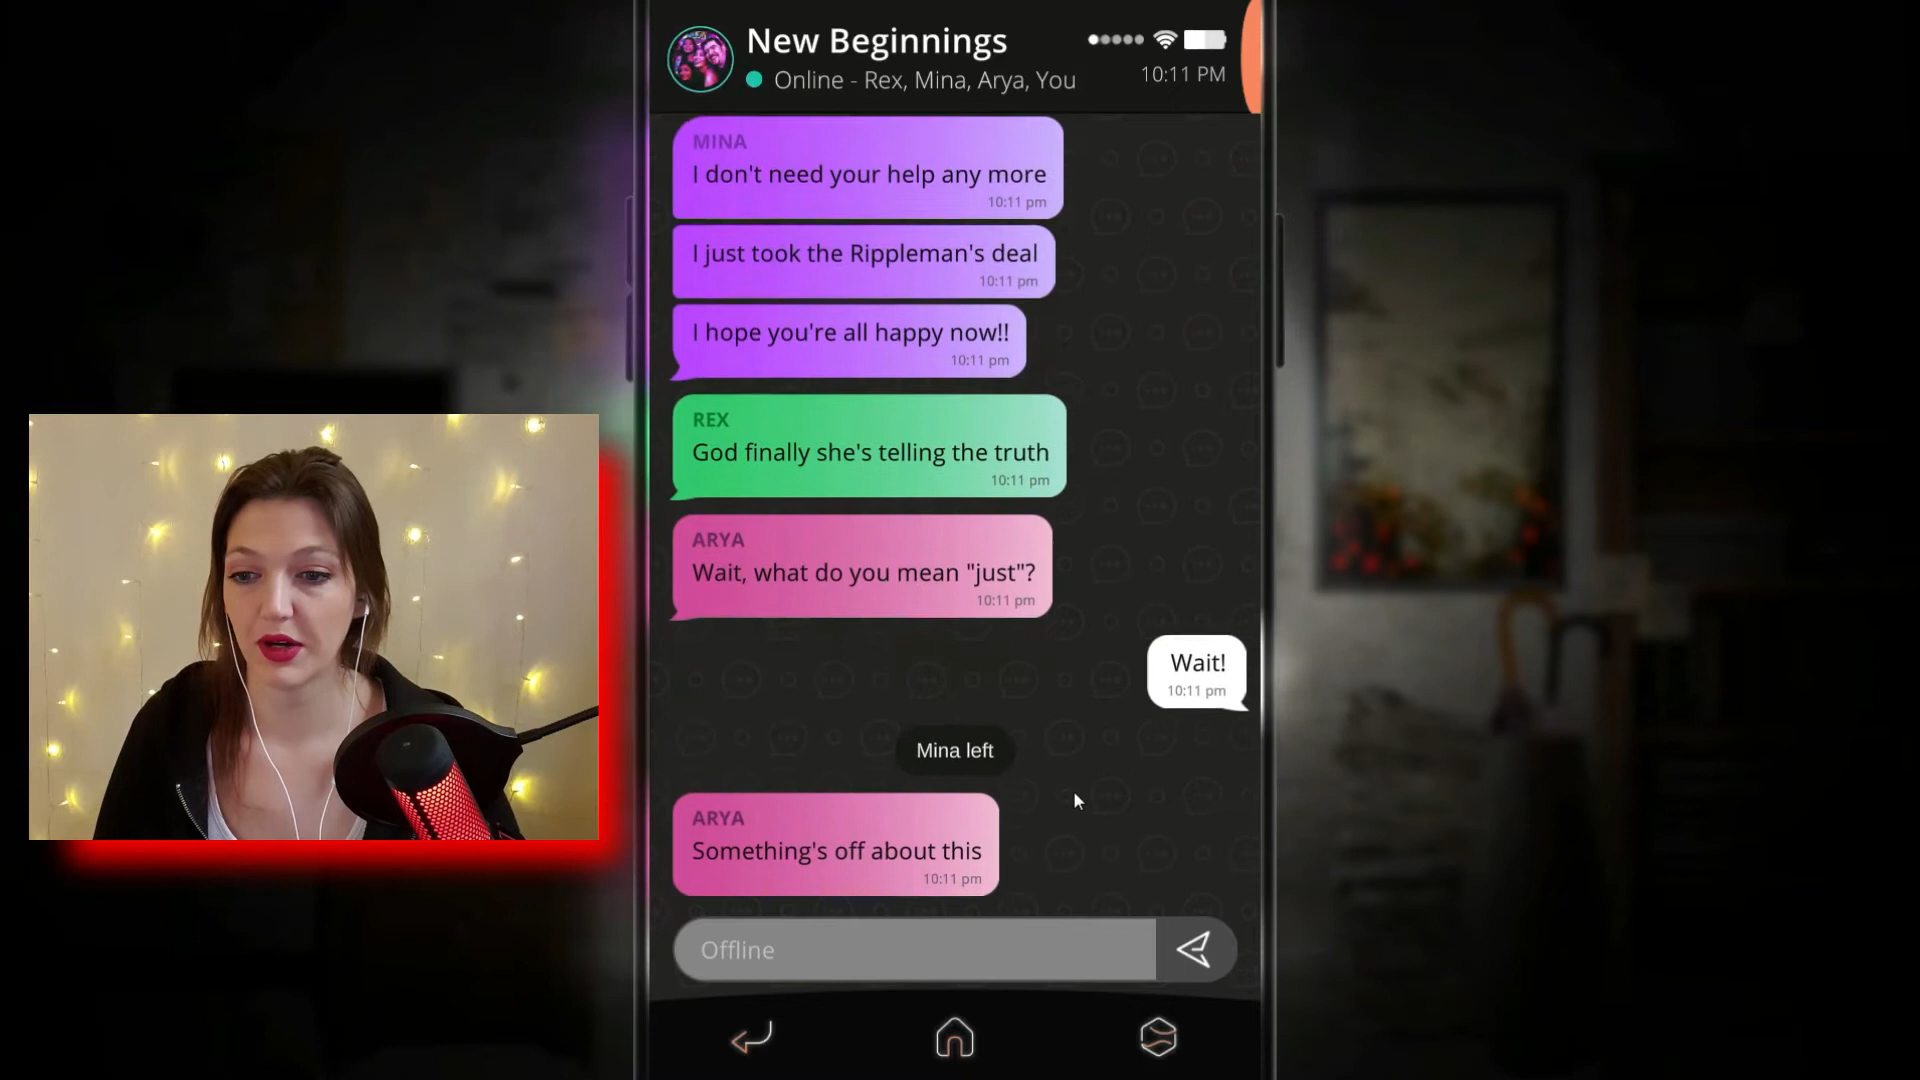 New Beginnings
Online - Rex, Mina, Arya, You
10:11 PM
MINA
I don't need your help any more
10:11 pm
I just took the Rippleman's deal
10:11 pm
I hope you're all happy now!!
10:11 pm
REX
God finally she's telling the truth
10:11 pm
ARYA
Wait, what do you mean "just"?
10:11 pm
Wait!
10:11 pm
Mina left
ARYA
Something's off about this
10:11 pm
Offline